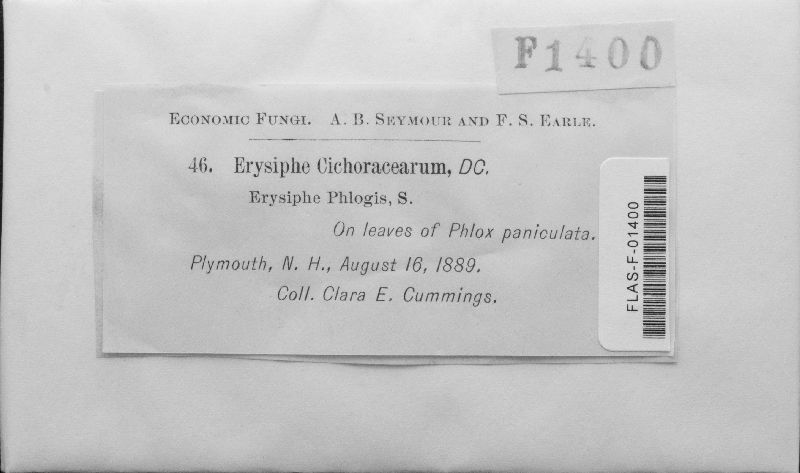 F1400
Economic Fungi. A. B. Seymour and F. S. Earle.
46. Erysiphe Cichoracearum, DC.
Erysiphe Phlogis, S.
On leaves of Phlox paniculata.
Plymouth, N. H., August 16, 1889.
Coll. Clara E. Cummings.
FLAS-F-01400